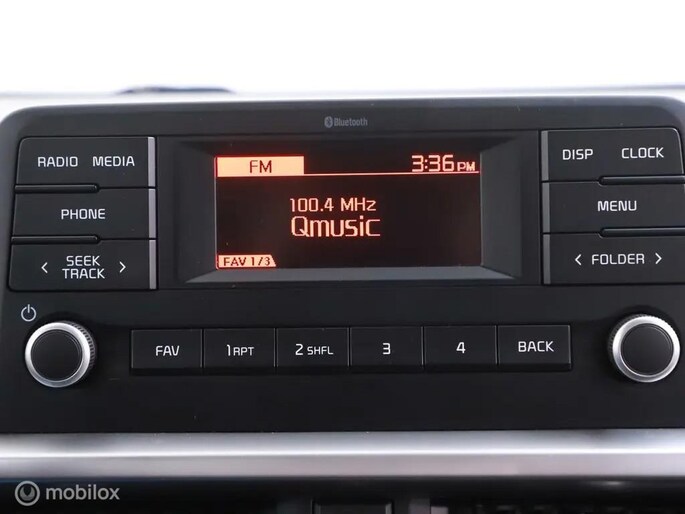 Bluetooth
RADIO MEDIA
FM 3:36 PM
DISP CLOCK
PHONE
100.4 MHz
Qmusic
MENU
< SEEK TRACK >
FAV 1/3
< FOLDER >
FAV 1 RPT 2 SHFL 3 4 BACK
mobilox